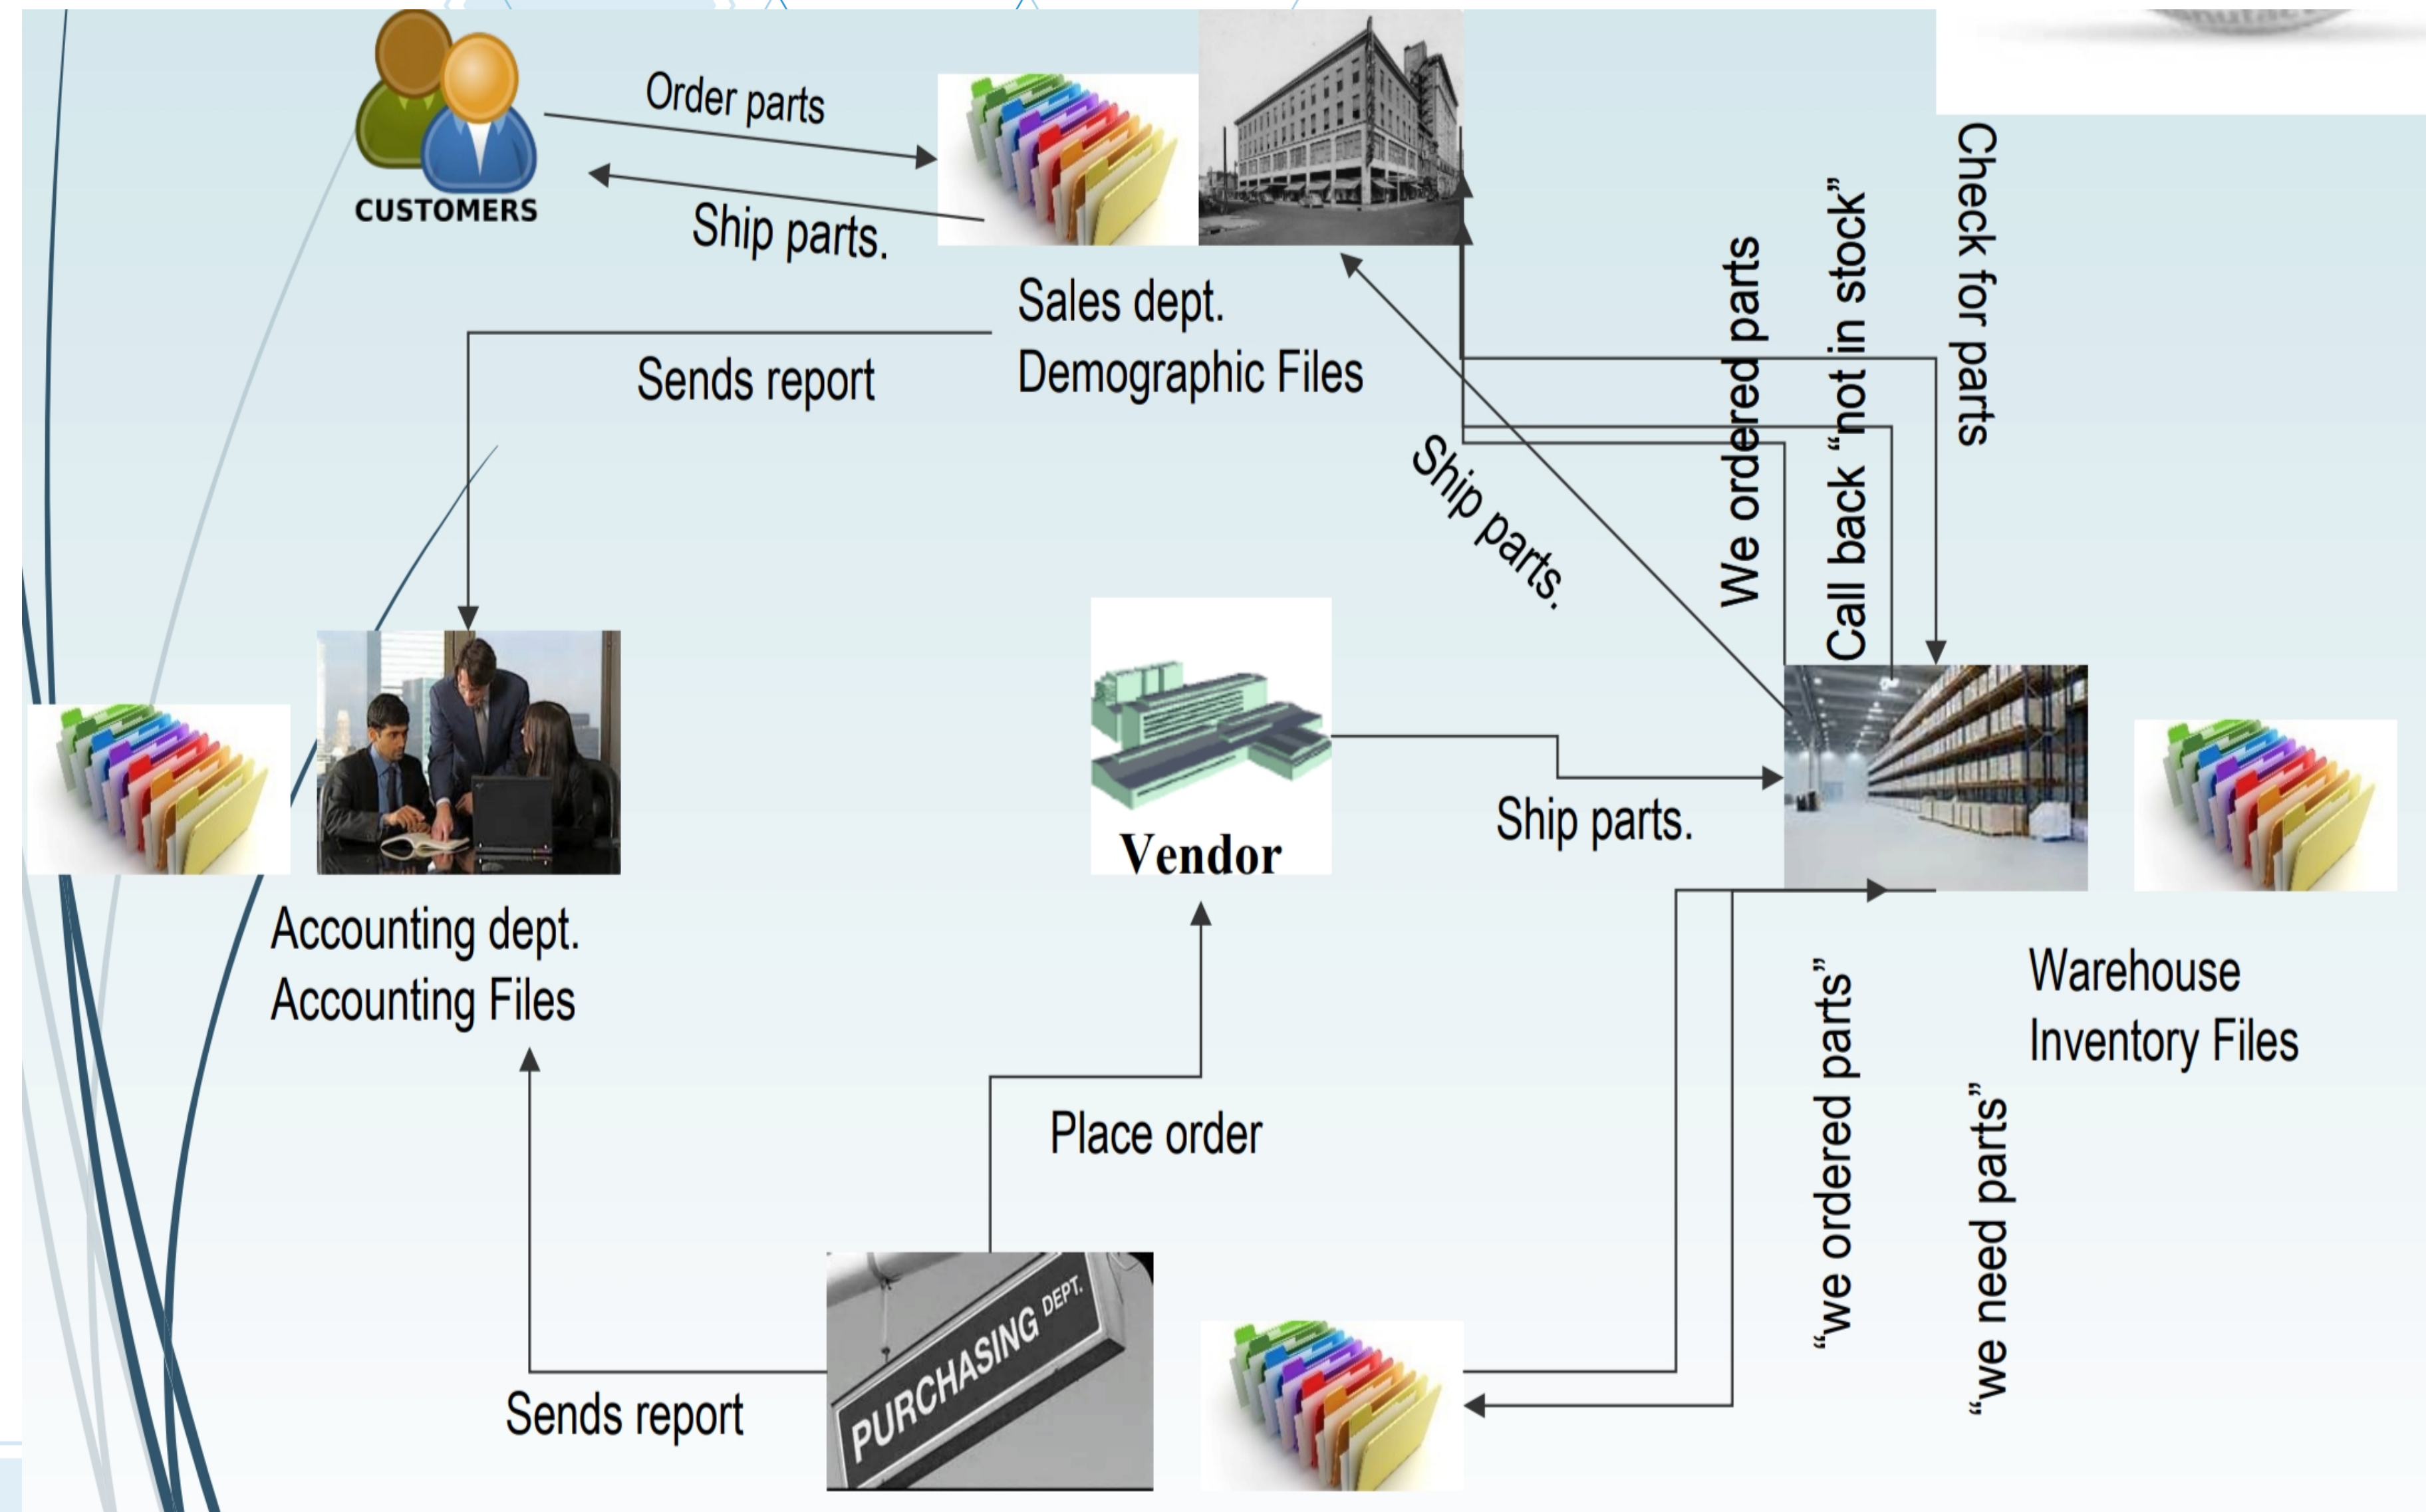 Order parts
CUSTOMERS
Ship parts.
Sales dept.
Demographic Files
Sends report
Ship parts.
We ordered parts
Call back ”not in stock”
Check for parts
Vendor
Ship parts.
Accounting dept.
Accounting Files
Warehouse
Inventory Files
Place order
”we ordered parts”
”we need parts”
PURCHASING DEPT.
Sends report